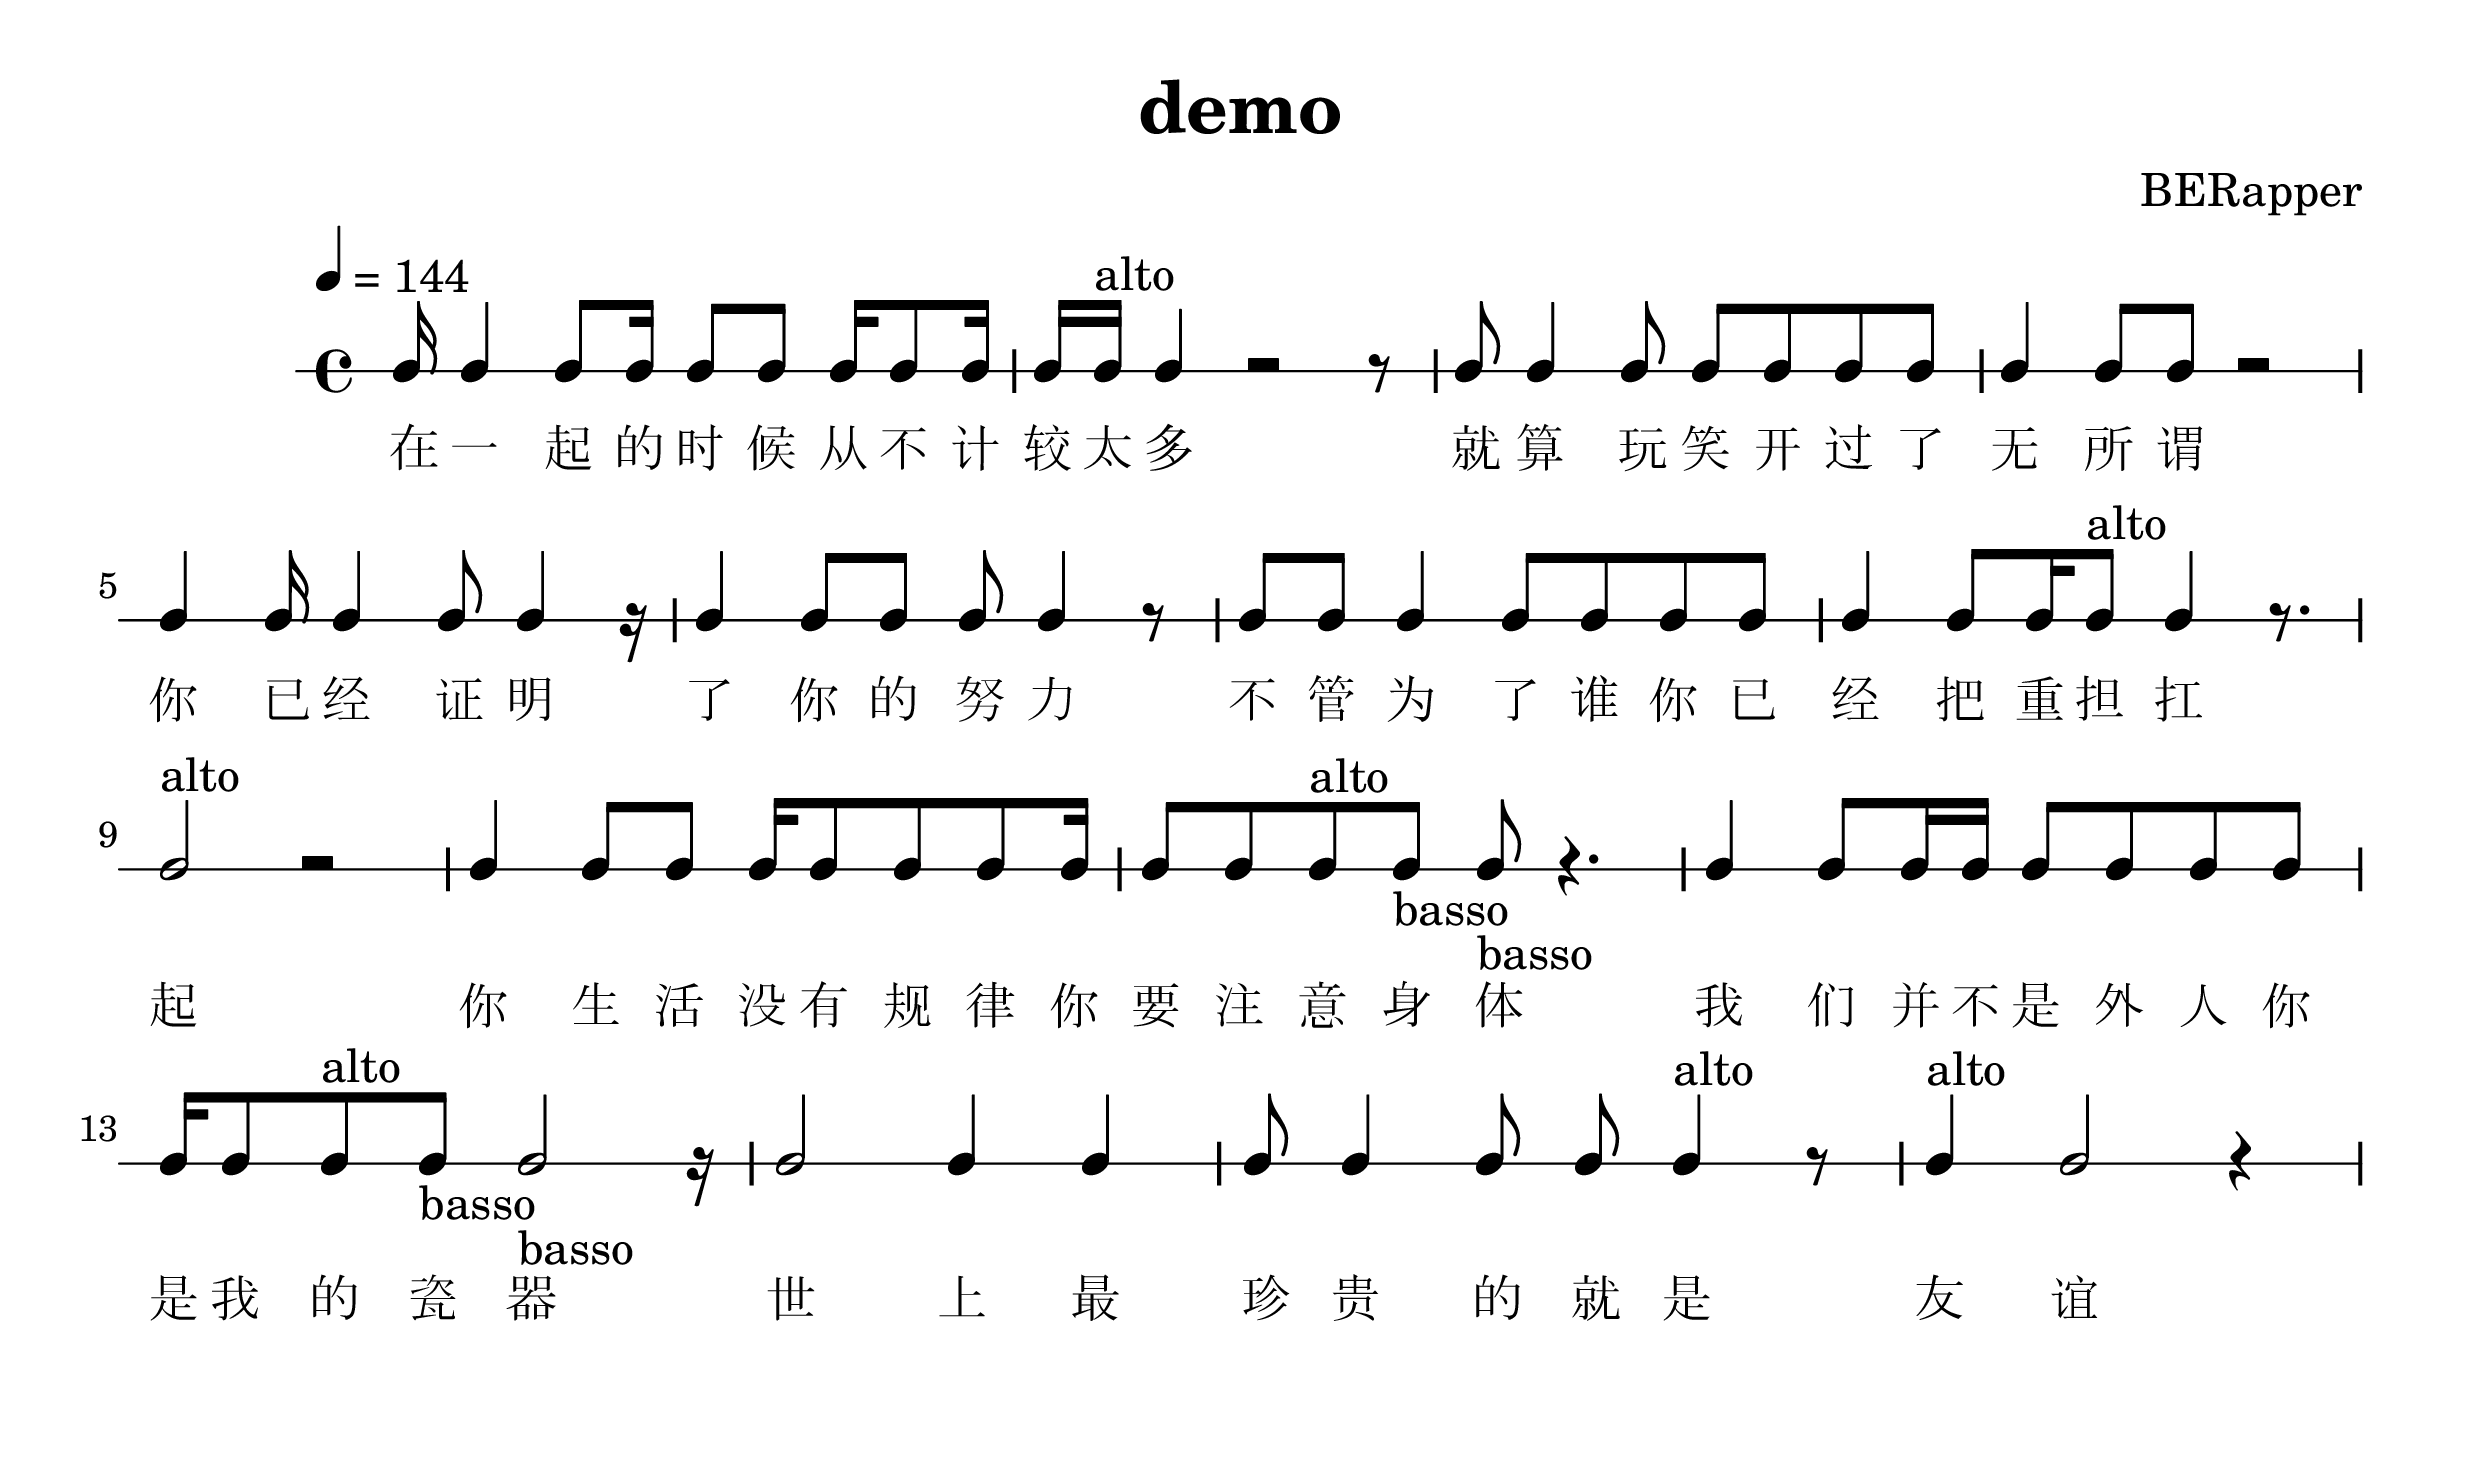 demo
BERapper
= 144
alto
在一起的时候从不计较太多就算玩笑开过了无所谓
alto
5
你已经证明了你的努力不管为了谁你已经把重担扛
alto alto
9
basso
basso
起你生活没有规律你要注意身体我们并不是外人你
alto alto alto
13
basso
basso
是我的瓷器世上最珍贵的就是友谊